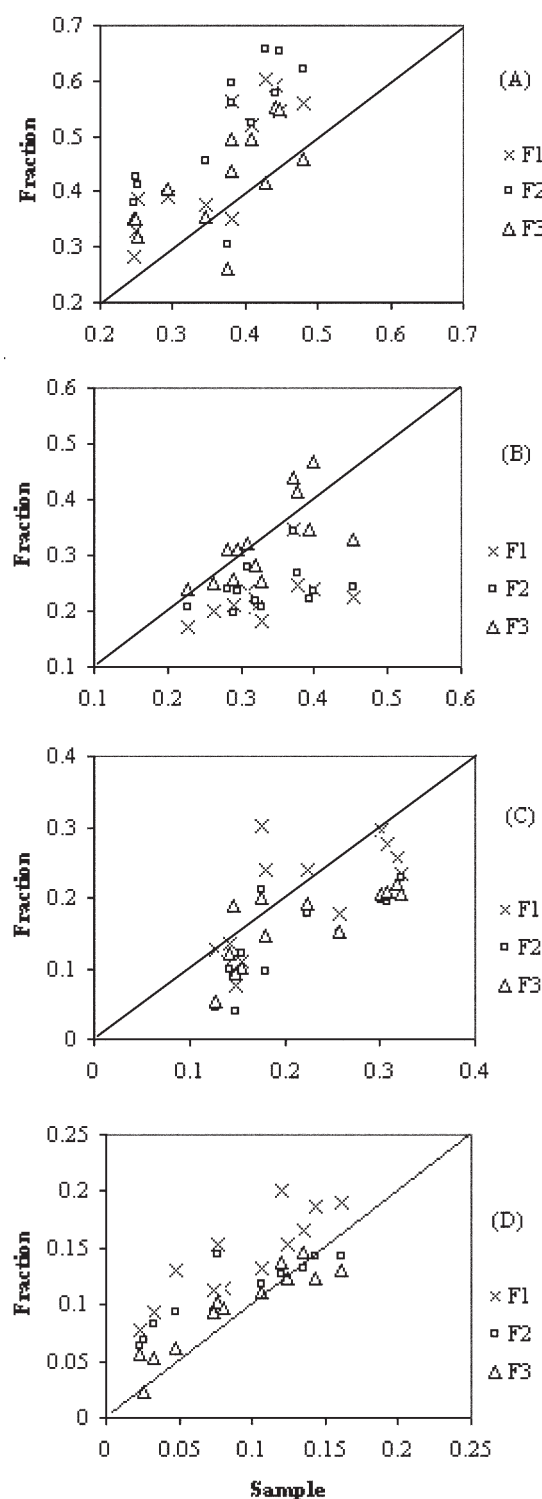 0.7
0.6
0.5
0.4
0.3
0.2
Fraction
0.2 0.3 0.4 0.5 0.6 0.7
(A)
F1
F2
F3
0.6
0.5
0.4
0.3
0.2
0.1
Fraction
0.1 0.2 0.3 0.4 0.5 0.6
(B)
F1
F2
F3
0.4
0.3
0.2
0.1
0
Fraction
0 0.1 0.2 0.3 0.4
(C)
F1
F2
F3
0.25
0.2
0.15
0.1
0.05
0
Fraction
0 0.05 0.1 0.15 0.2 0.25
Sample
(D)
F1
F2
F3